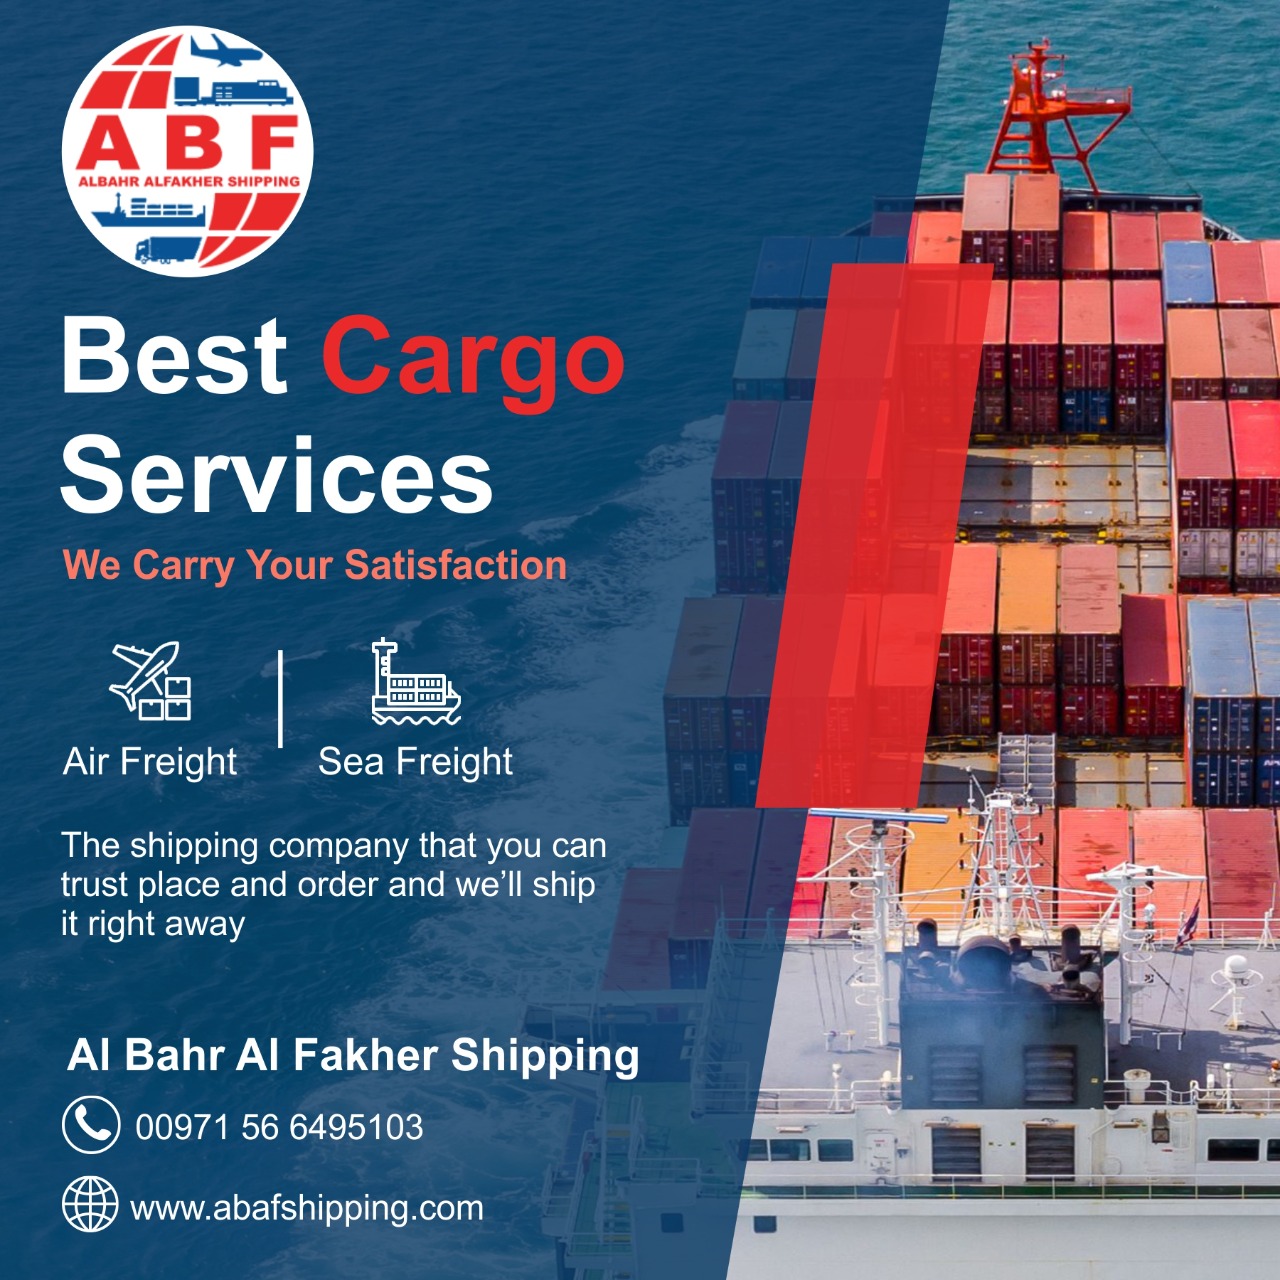 A B F
ALBAHR ALFAKHER SHIPPING
Best Cargo
Services
We Carry Your Satisfaction
Air Freight
Sea Freight
The shipping company that you can
trust place and order and we’ll ship
it right away
Al Bahr Al Fakher Shipping
00971 56 6495103
www.abafshipping.com